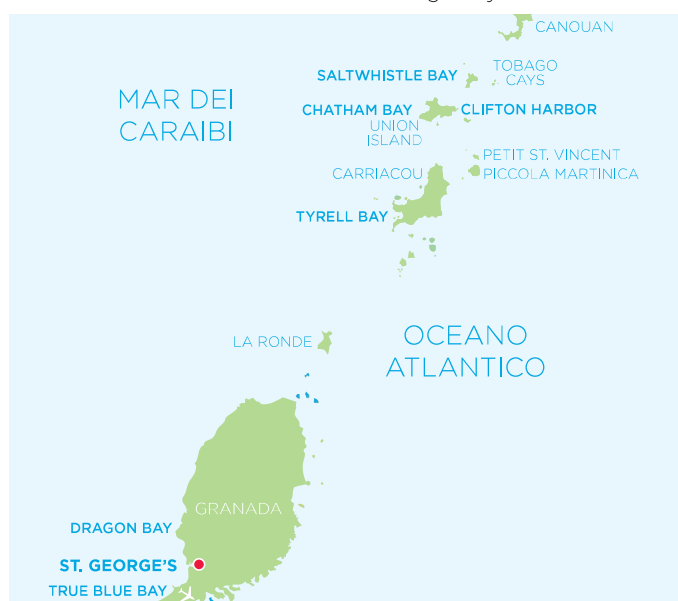 CANOUAN
TOBAGO
CAYS
SALTWHISTLE BAY
MAR DEI
CARAIBI
CHATHAM BAY
CLIFTON HARBOR
UNION
ISLAND
PETIT ST. VINCENT
CARRIACOU
PICCOLA MARTINICA
TYRELL BAY
OCEANO
ATLANTICO
LA RONDE
GRANADA
DRAGON BAY
ST. GEORGE'S
TRUE BLUE BAY